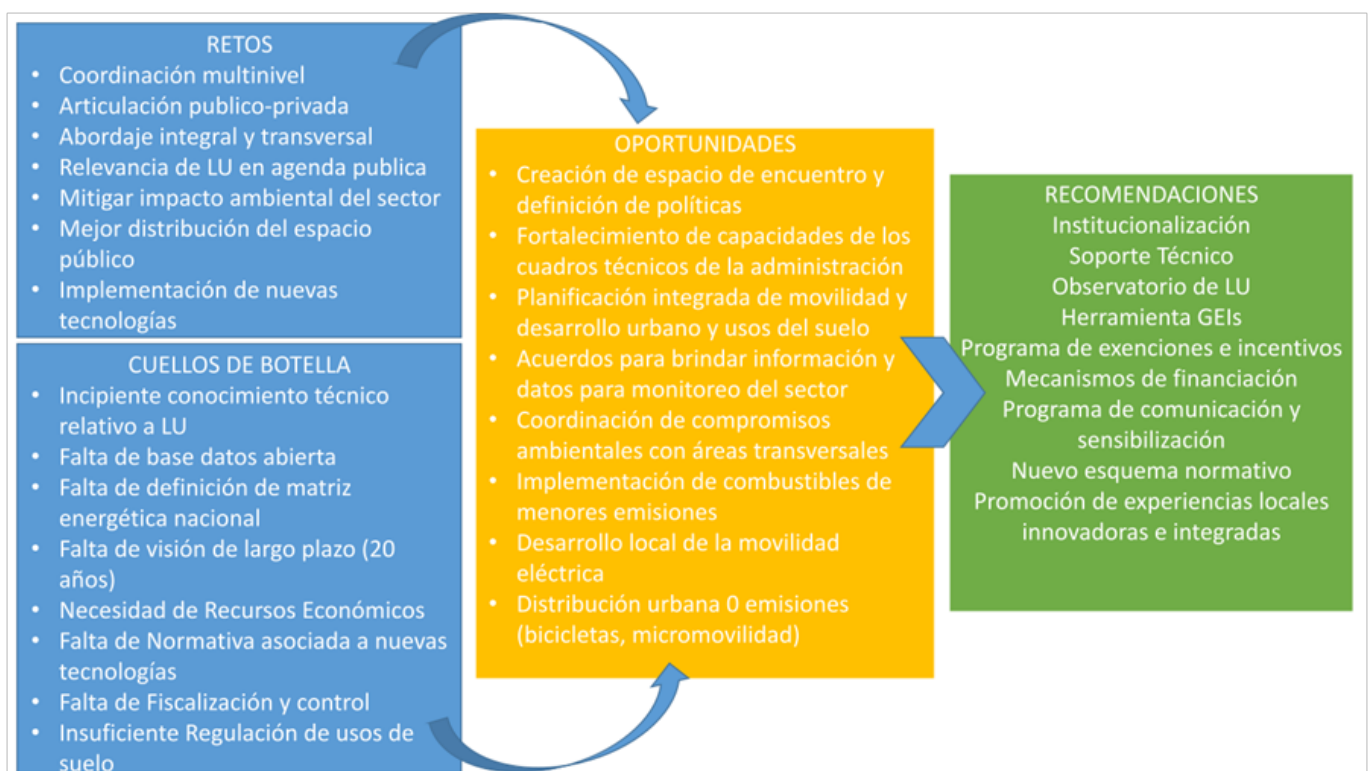 RETOS
• Coordinación multinivel
• Articulación publico-privada
• Abordaje integral y transversal
• Relevancia de LU en agenda publica
• Mitigar impacto ambiental del sector
• Mejor distribución del espacio
público
• Implementación de nuevas
tecnologías
CUELLOS DE BOTELLA
• Incipiente conocimiento técnico
relativo a LU
• Falta de base datos abierta
• Falta de definición de matriz
energética nacional
• Falta de visión de largo plazo (20
años)
• Necesidad de Recursos Económicos
• Falta de Normativa asociada a nuevas
tecnologías
• Falta de Fiscalización y control
• Insuficiente Regulación de usos de
suelo
OPORTUNIDADES
• Creación de espacio de encuentro y
definición de políticas
• Fortalecimiento de capacidades de los
cuadros técnicos de la administración
• Planificación integrada de movilidad y
desarrollo urbano y usos del suelo
• Acuerdos para brindar información y
datos para monitoreo del sector
• Coordinación de compromisos
ambientales con áreas transversales
• Implementación de combustibles de
menores emisiones
• Desarrollo local de la movilidad
eléctrica
• Distribución urbana 0 emisiones
(bicicletas, micromovilidad)
RECOMENDACIONES
Institucionalización
Soporte Técnico
Observatorio de LU
Herramienta GEIs
Programa de exenciones e incentivos
Mecanismos de financiación
Programa de comunicación y
sensibilización
Nuevo esquema normativo
Promoción de experiencias locales
innovadoras e integradas